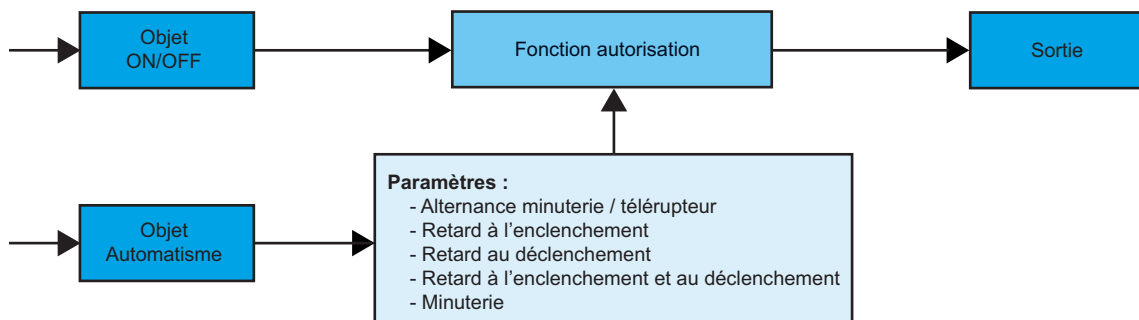 Objet
ON/OFF
Fonction autorisation
Sortie
Objet
Automatisme
Paramètres :
- Alternance minuterie / télérupteur
- Retard à l’enclenchement
- Retard au déclenchement
- Retard à l’enclenchement et au déclenchement
- Minuterie